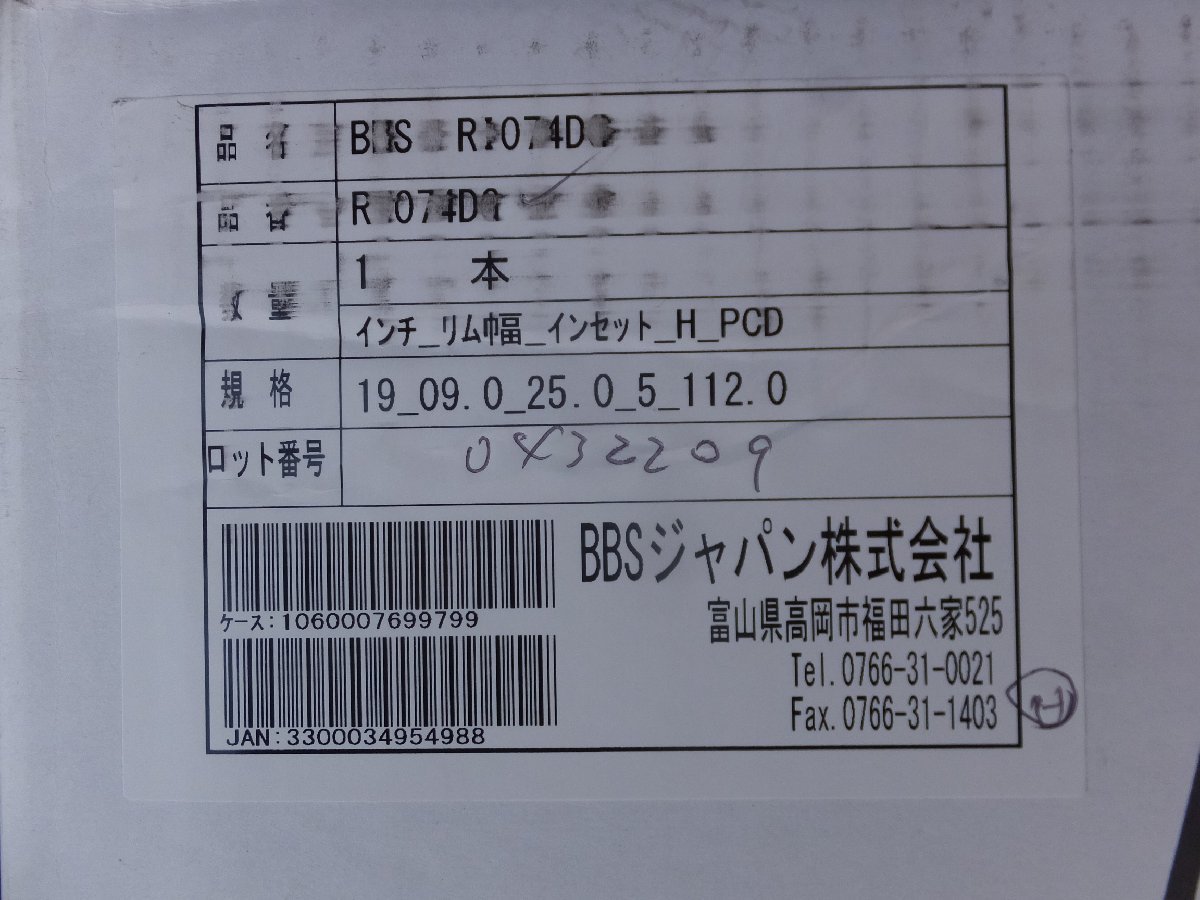 品名 BBS
品番
数量 1 本
インチ_リム巾幅_インセット_H_PCD
規格 19_09.0_25.0_5_112.0
ロット番号 0432209
BBSジャパン株式会社
富山県高岡市福田六家525
Tel.0766-31-0021
Fax.0766-31-1403
ケース:1060007699799
JAN:3300034954988
H